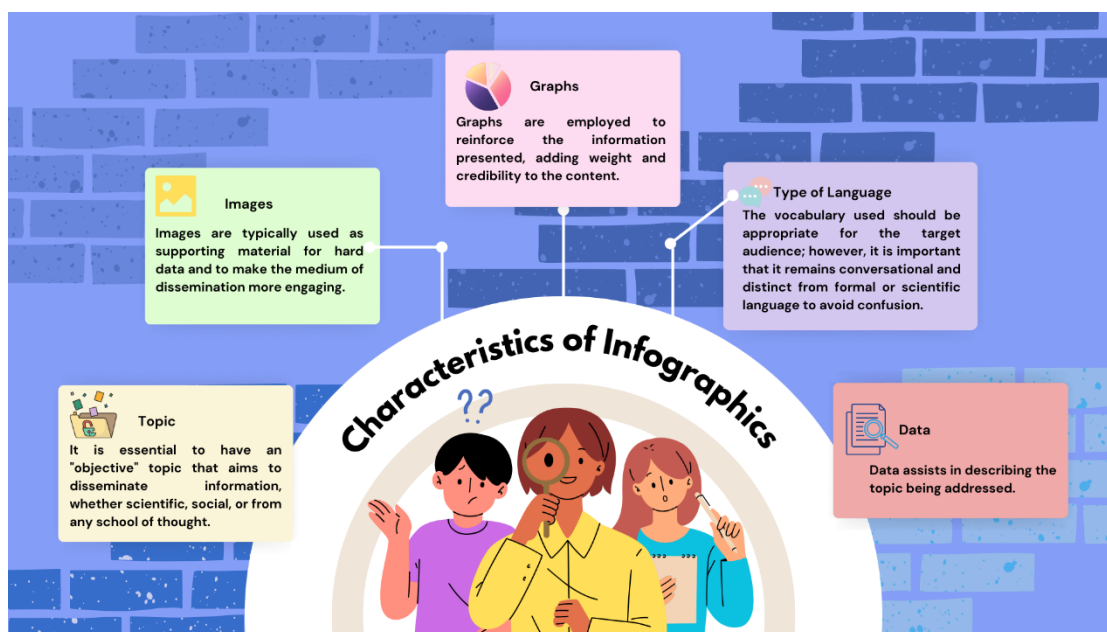 Graphs
Graphs are employed to
reinforce the information
presented, adding weight and
credibility to the content.
Images
Images are typically used as
supporting material for hard
data and to make the medium of
dissemination more engaging.
Type of Language
The vocabulary used should be
appropriate for the target
audience; however, it is important
that it remains conversational and
distinct from formal or scientific
language to avoid confusion.
Characteristics of Infographics
??
Topic
It is essential to have an
"objective" topic that aims to
disseminate information,
whether scientific, social, or from
any school of thought.
Data
Data assists in describing the
topic being addressed.